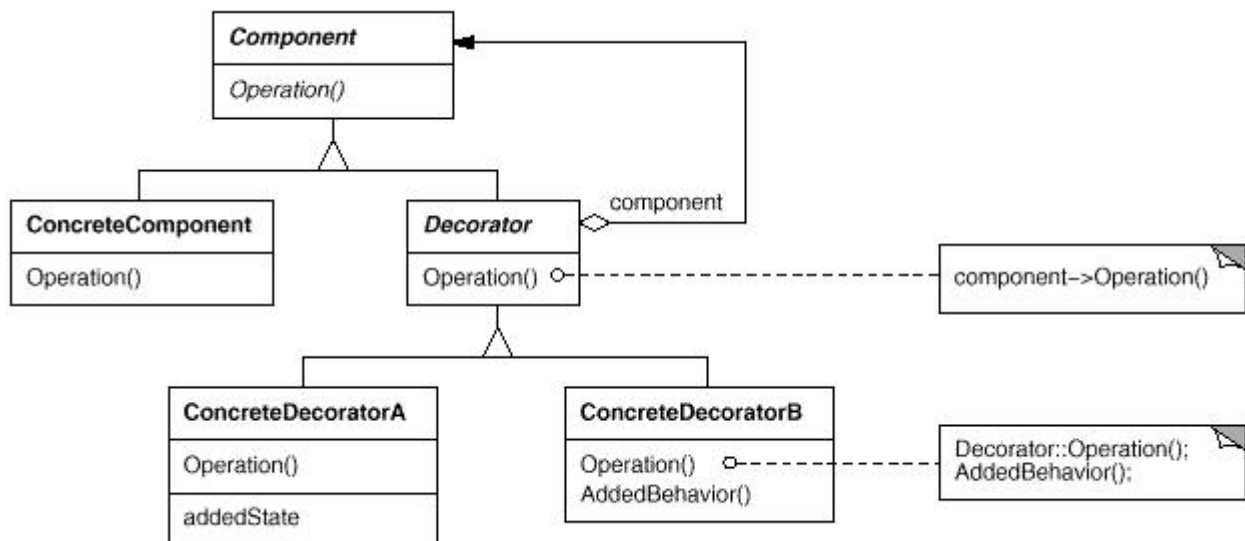 Component
Operation()
ConcreteComponent
Operation()
Decorator
Operation()
component
component–>Operation()
ConcreteDecoratorA
Operation()
addedState
ConcreteDecoratorB
Operation()
AddedBehavior()
Decorator::Operation();
AddedBehavior();